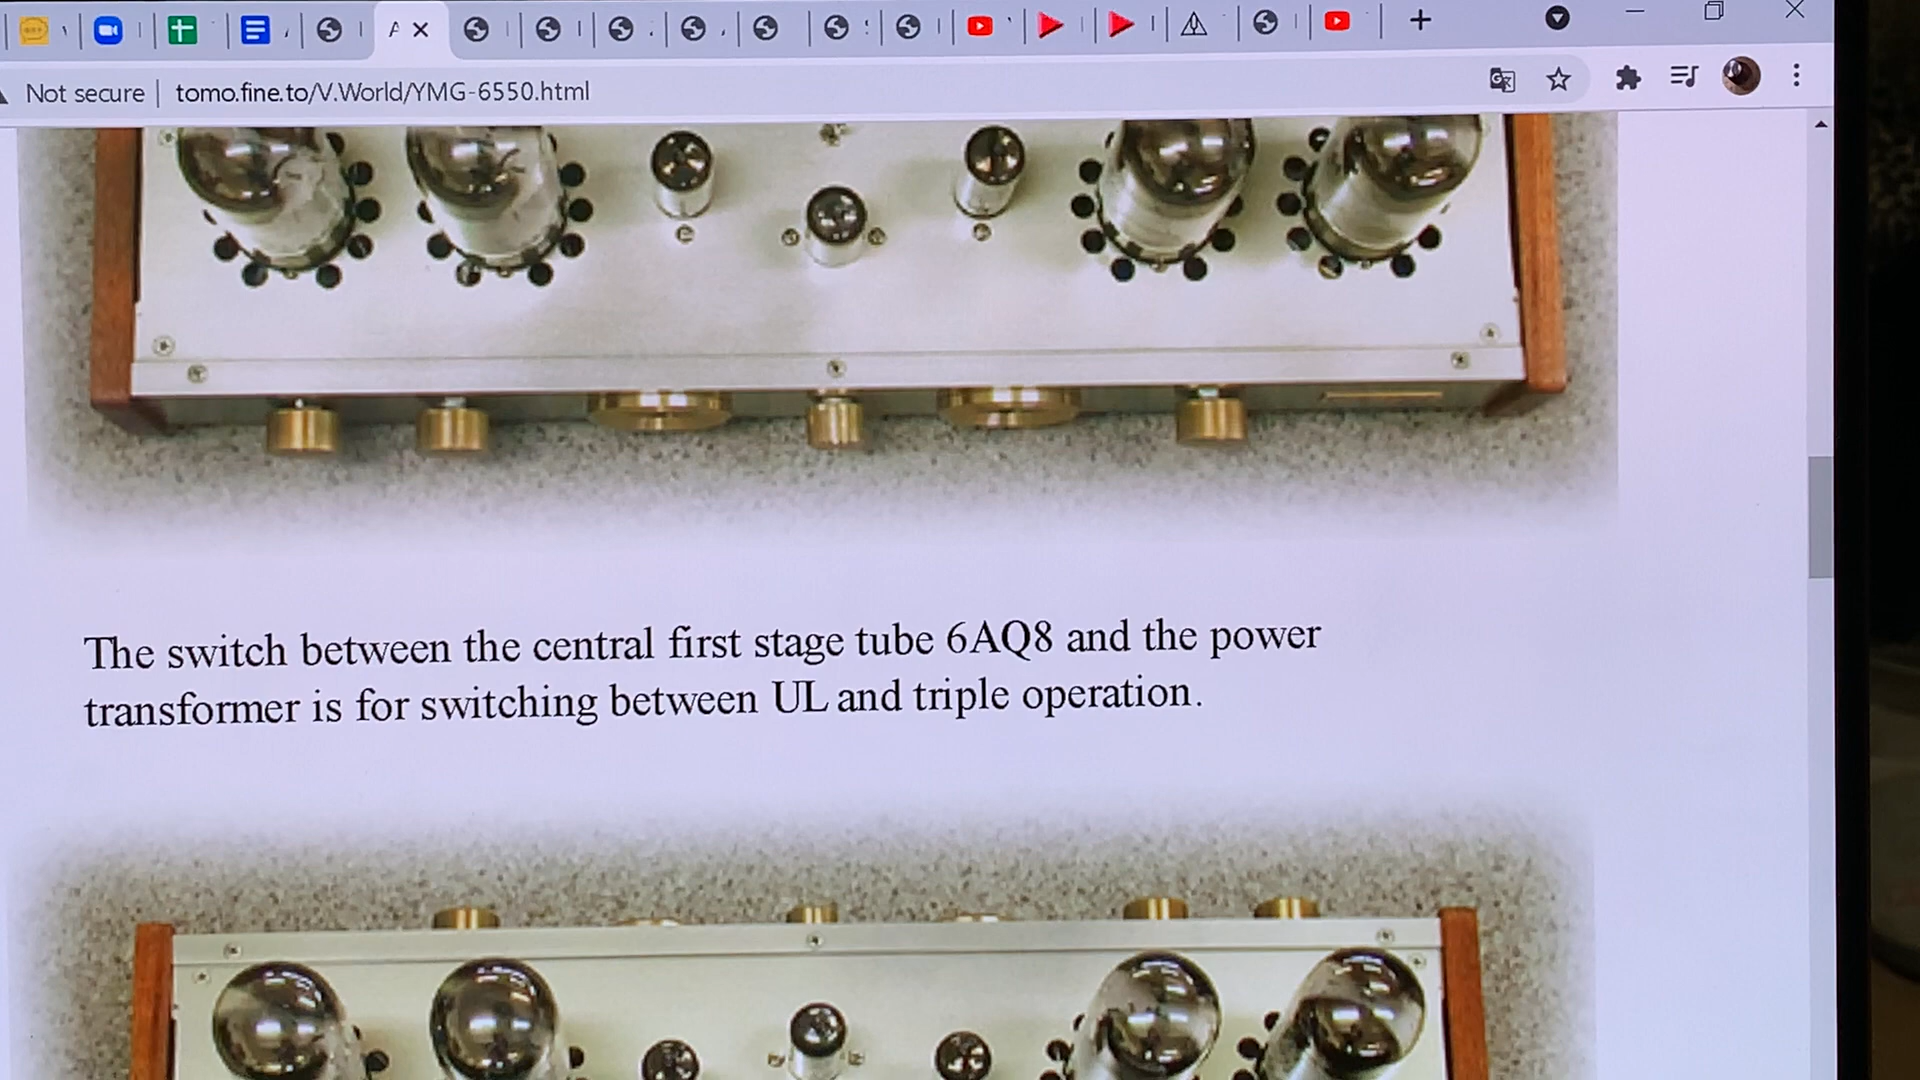 Not secure | tomo.fine.to/V.World/YMG-6550.html
The switch between the central first stage tube 6AQ8 and the power
transformer is for switching between UL and triple operation.